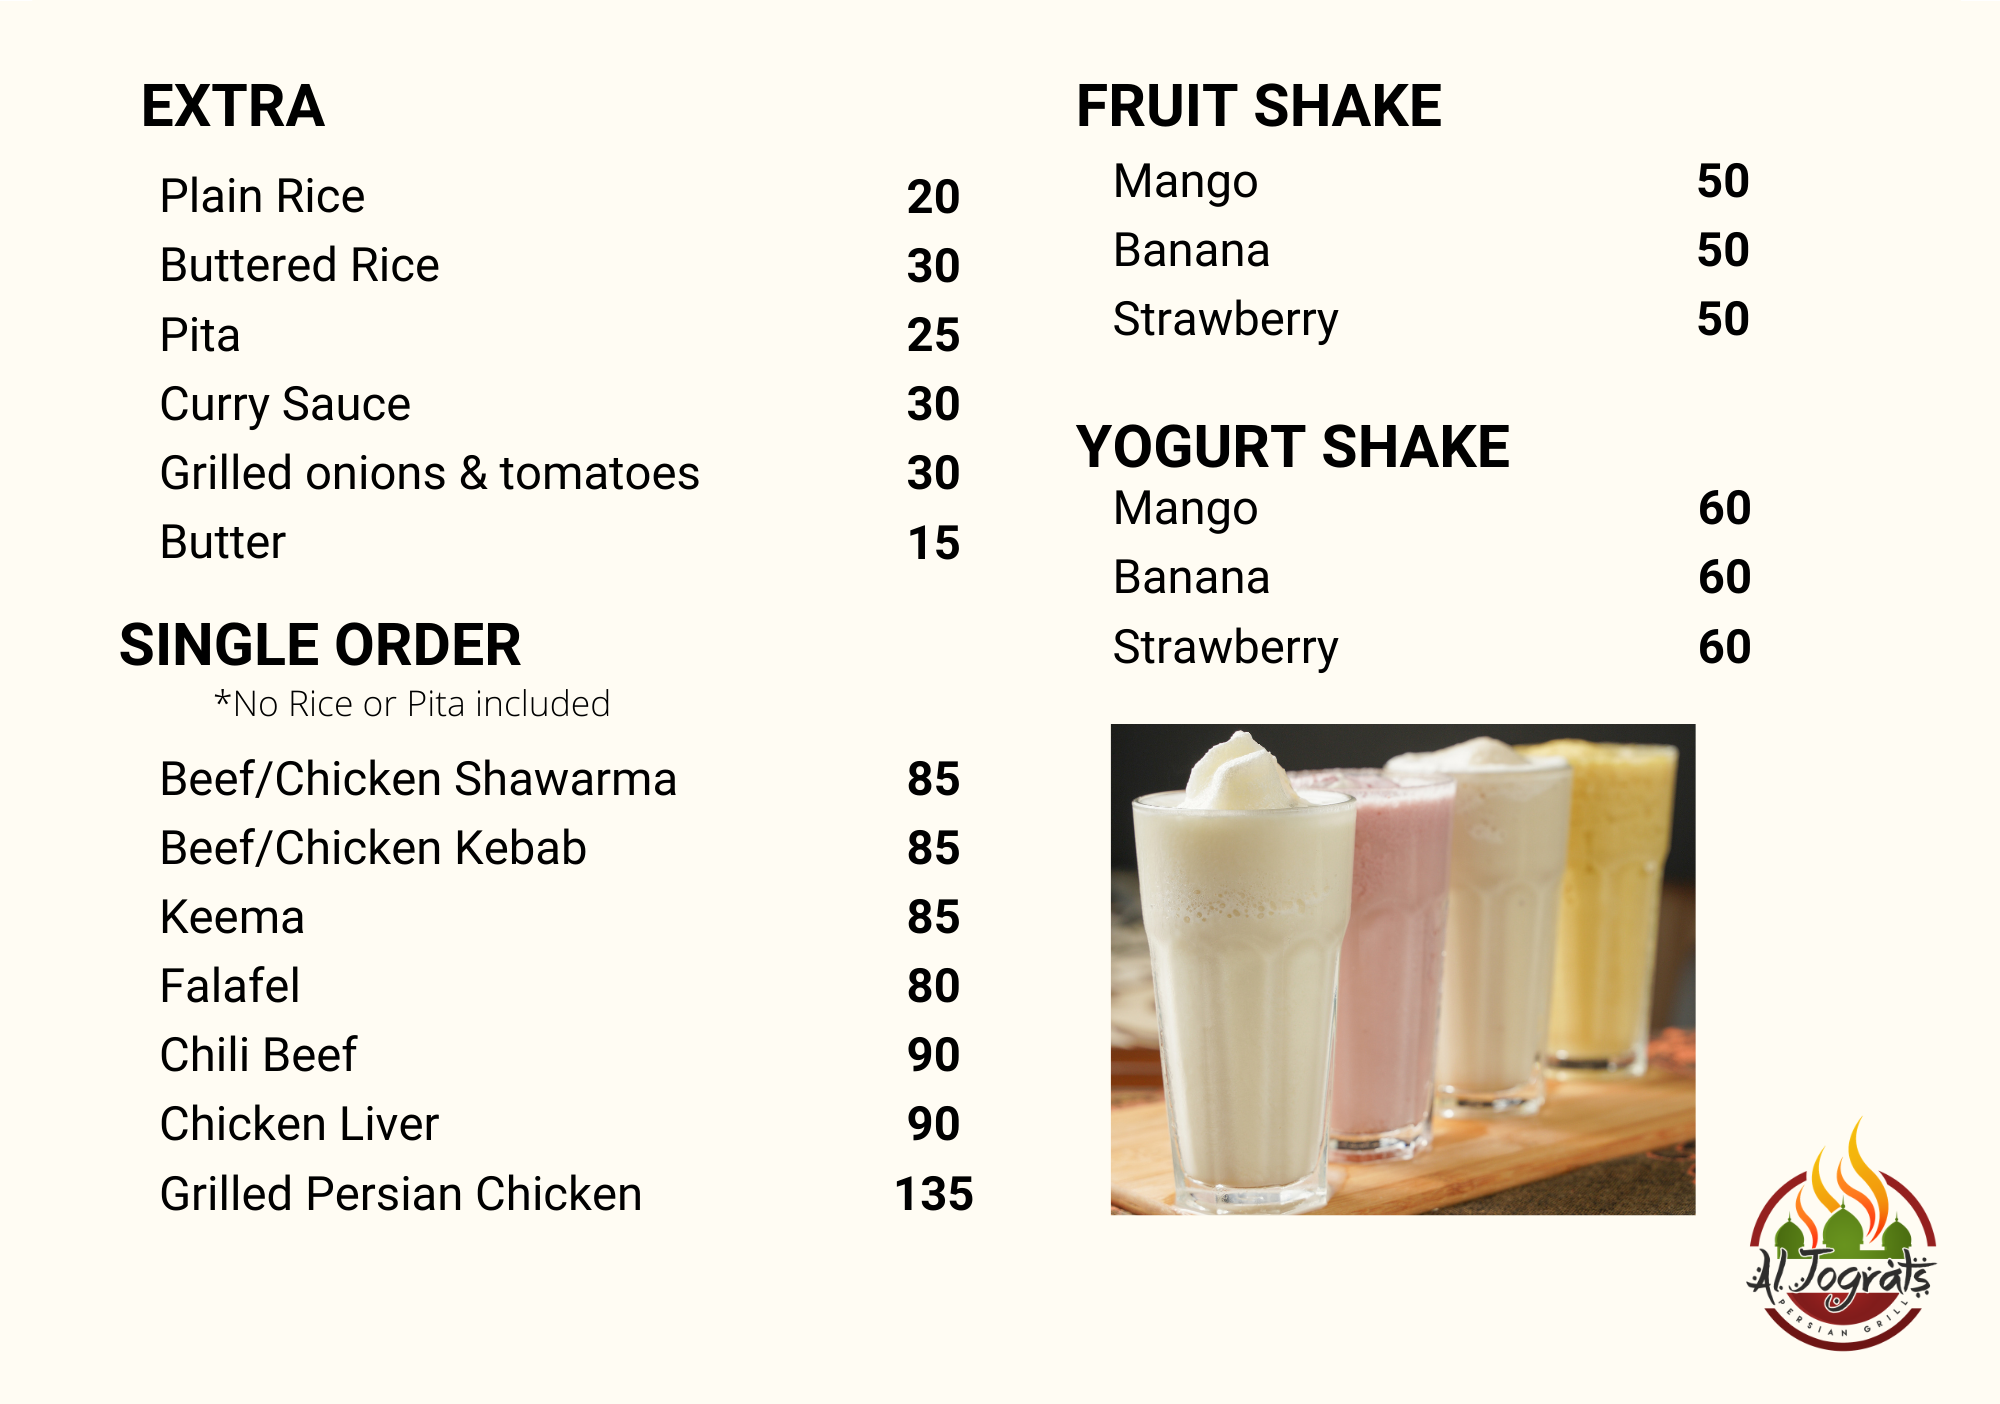 EXTRA
Plain Rice 20
Buttered Rice 30
Pita 25
Curry Sauce 30
Grilled onions & tomatoes 30
Butter 15
SINGLE ORDER
*No Rice or Pita included
Beef/Chicken Shawarma 85
Beef/Chicken Kebab 85
Keema 85
Falafel 80
Chili Beef 90
Chicken Liver 90
Grilled Persian Chicken 135
FRUIT SHAKE
Mango 50
Banana 50
Strawberry 50
YOGURT SHAKE
Mango 60
Banana 60
Strawberry 60
Al Jograts
PERSIAN GRILL